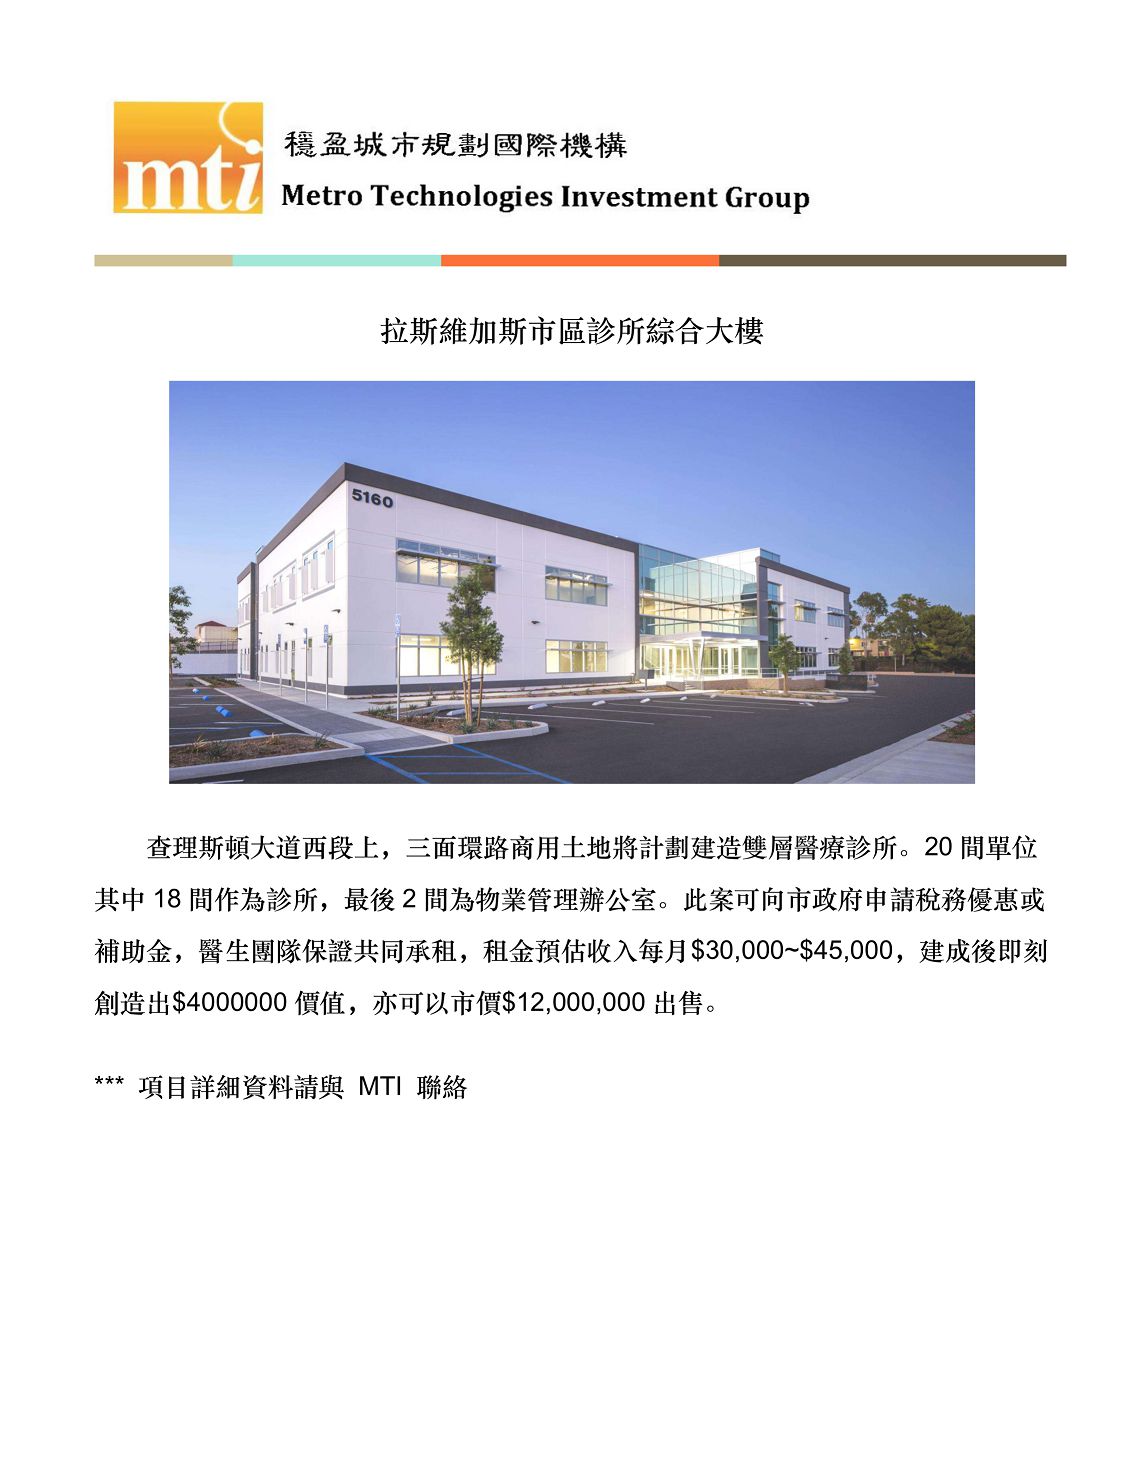 mti
穩盈城市規劃國際機構
Metro Technologies Investment Group
拉斯維加斯市區診所綜合大樓
5160
查理斯頓大道西段上，三面環路商用土地將計劃建造雙層醫療診所。20 間單位
其中 18 間作為診所，最後 2 間為物業管理辦公室。此案可向市政府申請稅務優惠或
補助金，醫生團隊保證共同承租，租金預估收入每月$30,000~$45,000，建成後即刻
創造出$4000000 價值，亦可以市價$12,000,000 出售。
*** 項目詳細資料請與 MTI 聯絡